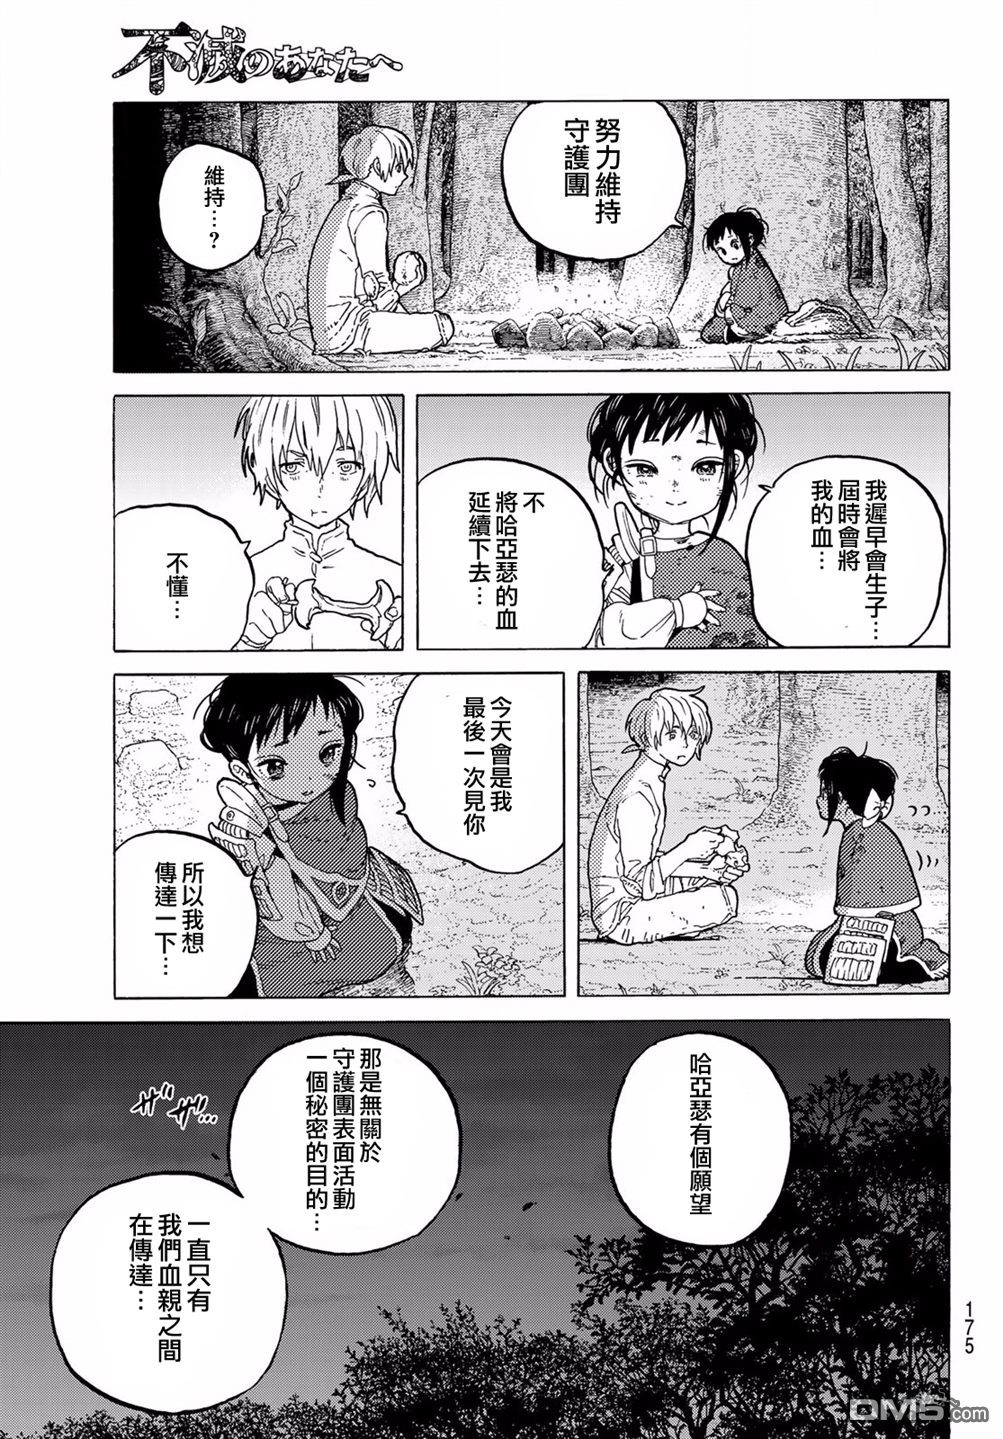 不滅のあなたへ
努力維持
守護團
維持…?
我遲早會生子…
屆時會將
我的血…
不
將哈亞瑟的血
延續下去…
不懂…
今天會是我
最後一次見你
所以我想
傳達一下…
哈亞瑟有個願望
那是無關於
守護團表面活動
一個秘密的目的…
ザザ…
一直只有
我們血親之間
在傳達…
175
DM5.com